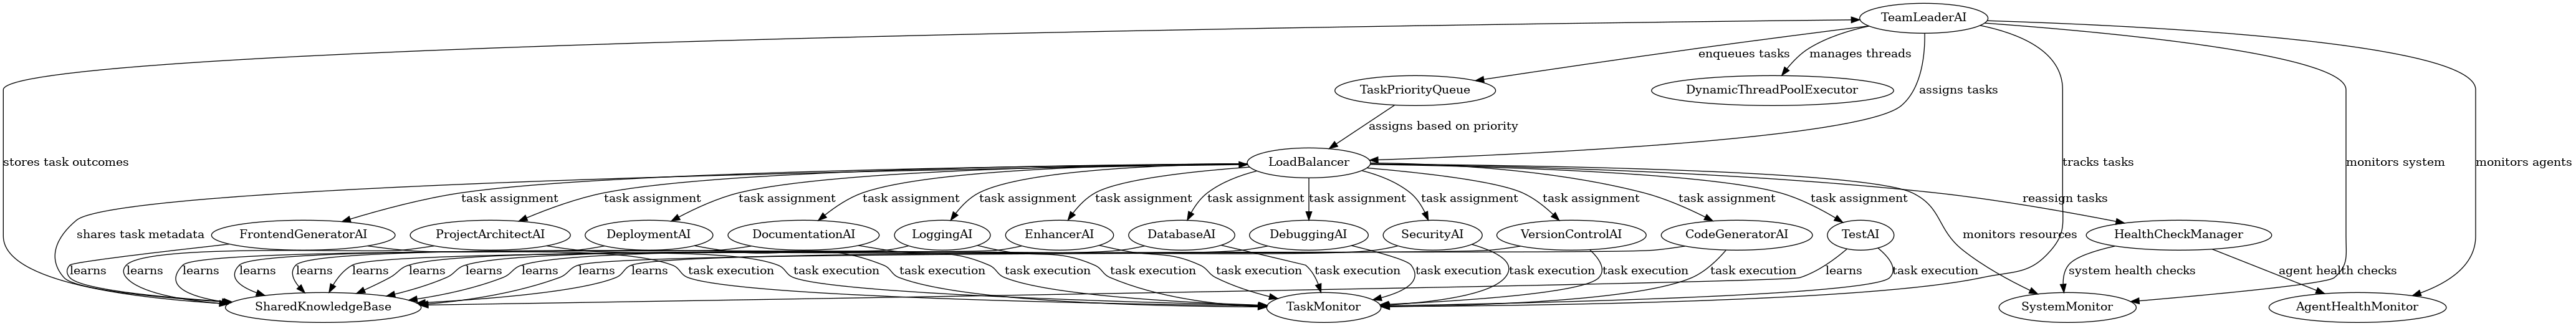 TeamLeaderAI
enqueues tasks
manages threads
TaskPriorityQueue
DynamicThreadPoolExecutor
assigns tasks
assigns based on priority
stores task outcomes
LoadBalancer
tracks tasks
monitors system
monitors agents
task assignment
task assignment
task assignment
task assignment
task assignment
task assignment
task assignment
task assignment
task assignment
task assignment
task assignment
task assignment
reassign tasks
shares task metadata
FrontendGeneratorAI
ProjectArchitectAI
DeploymentAI
DocumentationAI
LoggingAI
EnhancerAI
DatabaseAI
DebuggingAI
SecurityAI
VersionControlAI
CodeGeneratorAI
TestAI
monitors resources
HealthCheckManager
learns
learns
learns
learns
learns
learns
learns
learns
learns
learns
learns
task execution
task execution
task execution
task execution
task execution
task execution
task execution
task execution
task execution
task execution
task execution
learns
task execution
system health checks
agent health checks
SharedKnowledgeBase
TaskMonitor
SystemMonitor
AgentHealthMonitor